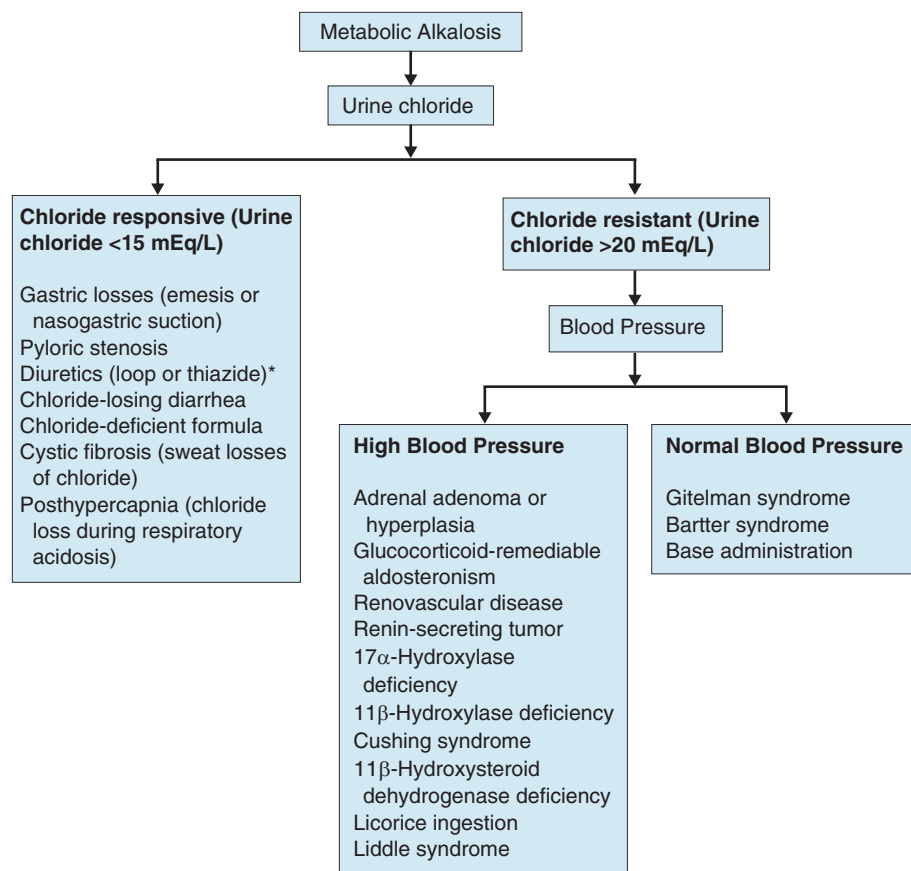 Metabolic Alkalosis
Urine chloride
Chloride responsive (Urine
chloride <15 mEq/L)
Gastric losses (emesis or
nasogastric suction)
Pyloric stenosis
Diuretics (loop or thiazide)*
Chloride-losing diarrhea
Chloride-deficient formula
Cystic fibrosis (sweat losses
of chloride)
Posthypercapnia (chloride
loss during respiratory
acidosis)
Chloride resistant (Urine
chloride >20 mEq/L)
Blood Pressure
High Blood Pressure
Adrenal adenoma or
hyperplasia
Glucocorticoid-remediable
aldosteronism
Renovascular disease
Renin-secreting tumor
17α-Hydroxylase
deficiency
11β-Hydroxylase deficiency
Cushing syndrome
11β-Hydroxysteroid
dehydrogenase deficiency
Licorice ingestion
Liddle syndrome
Normal Blood Pressure
Gitelman syndrome
Bartter syndrome
Base administration